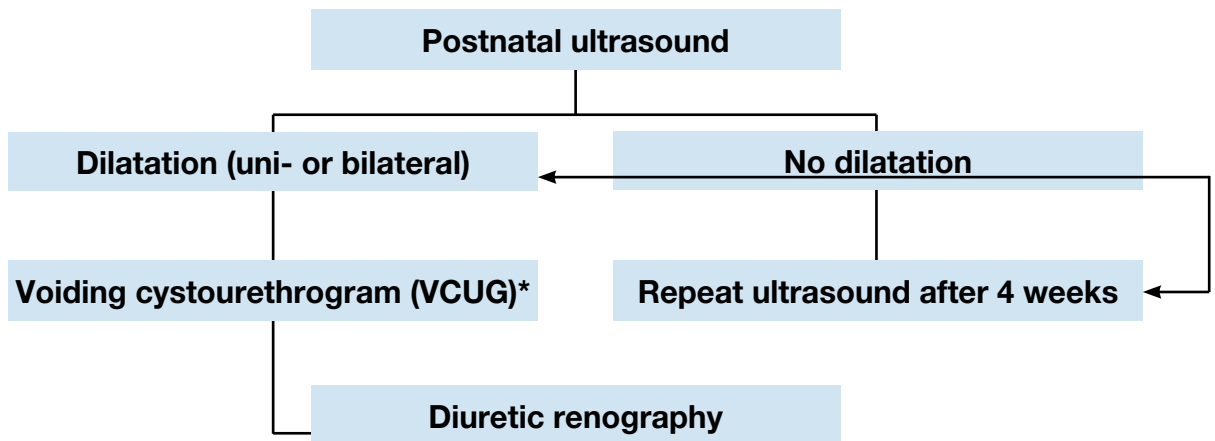 Postnatal ultrasound
Dilatation (uni- or bilateral)
No dilatation
Voiding cystourethrogram (VCUG)*
Repeat ultrasound after 4 weeks
Diuretic renography